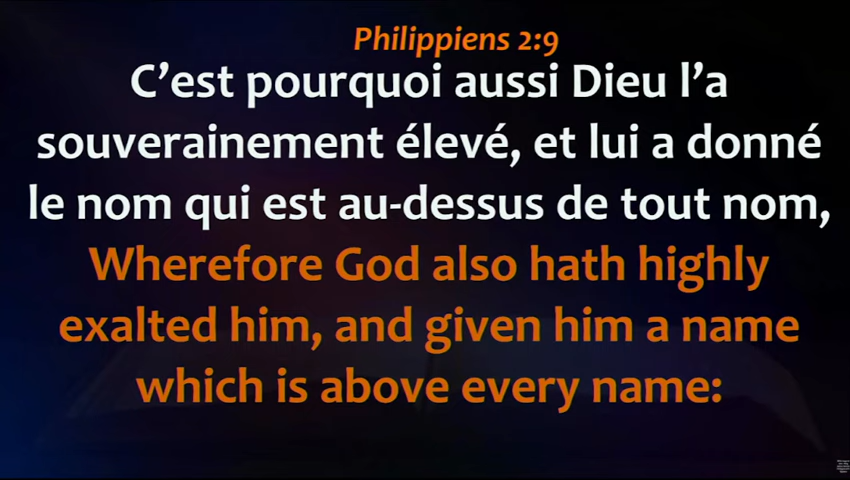 Philippiens 2:9
C’est pourquoi aussi Dieu l’a
souverainement élevé, et lui a donné
le nom qui est au-dessus de tout nom,
Wherefore God also hath highly
exalted him, and given him a name
which is above every name: